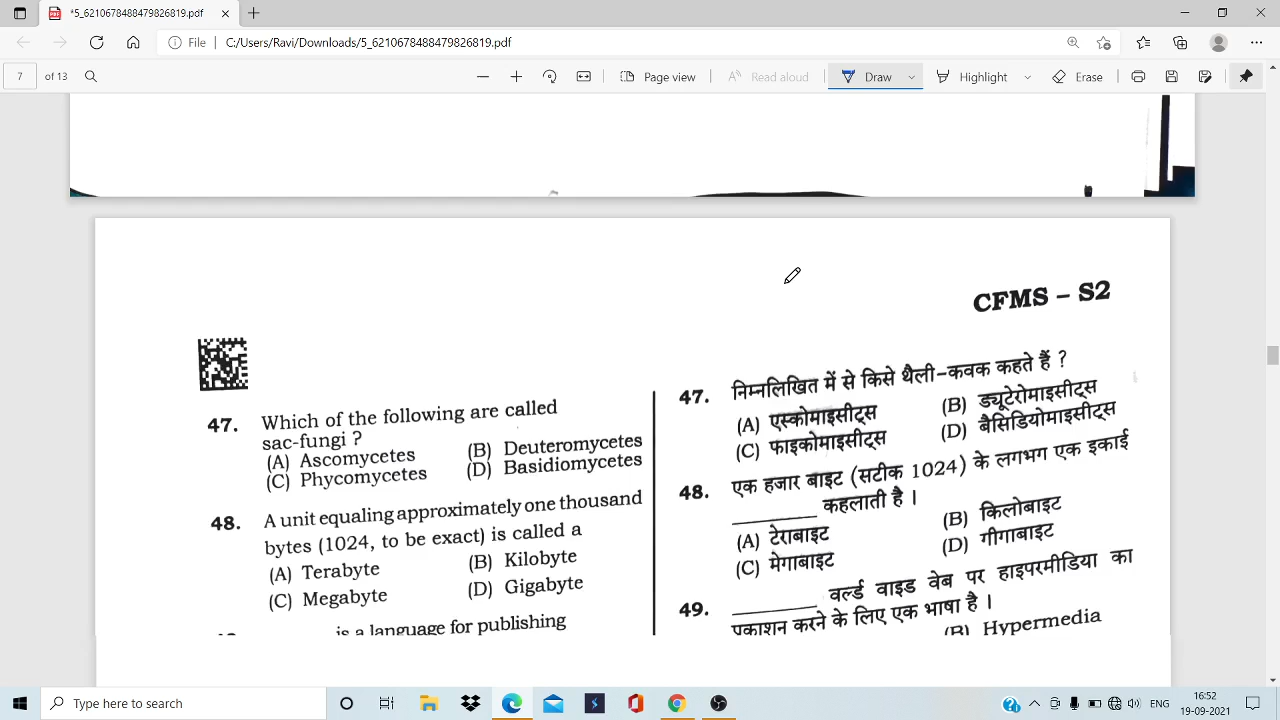 *5_6210678488479826819.pdf
File
C:/Users/Ravi/Downloads/5_6210678488479826819.pdf
7 of 13
Page view
Read aloud
Draw
Highlight
Erase
CFMS – S2
47. Which of the following are called
sac-fungi ?
(A) Ascomycetes (B) Deuteromycetes
(C) Phycomycetes (D) Basidiomycetes
48. A unit equaling approximately one thousand
bytes (1024, to be exact) is called a
(A) Terabyte (B) Kilobyte
(C) Megabyte (D) Gigabyte
is a language for publishing
47. निम्नलिखित में से किसे थैली-कवक कहते हैं ?
(A) एस्कोमाइसीट्स (B) ड्यूटेरोमाइसीट्स
(C) फाइकोमाइसीट्स (D) बैसिडियोमाइसीट्स
48. एक हजार बाइट (सटीक 1024) के लगभग एक इकाई
________ कहलाती है ।
(A) टेराबाइट (B) किलोबाइट
(C) मेगाबाइट (D) गीगाबाइट
49. ________ वर्ल्ड वाइड वेब पर हाइपरमीडिया का
प्रकाशन करने के लिए एक भाषा है ।
(B) Hypermedia
Type here to search
ENG
16:52
19-09-2021